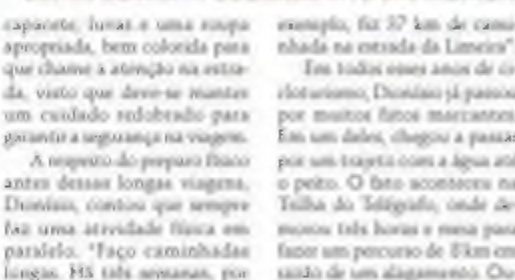 capacete, luvas e uma roupa
apropriada, bem colorida para
que chame a atenção na estra-
da, visto que deve-se manter
um cuidado redobrado para
garantir a segurança na viagem.
A respeito do preparo físico
antes dessas longas viagens,
Dionísio, contou que sempre
faz uma atividade física em
paralelo. "Faço caminhadas
longas. Há três semanas, por
exemplo, fiz 37 km de cami-
nhada na estrada da Limeira".
Em todos esses anos de ci-
cloturismo, Dionísio já passou
por muitos fatos marcantes.
Em um deles, chegou a passar
por um trajeto com a água até
o peito. O fato aconteceu na
Trilha do Telégrafo, onde de-
morou três horas e meia para
fazer um percurso de 8 km em
razão de um alagamento. Ou-